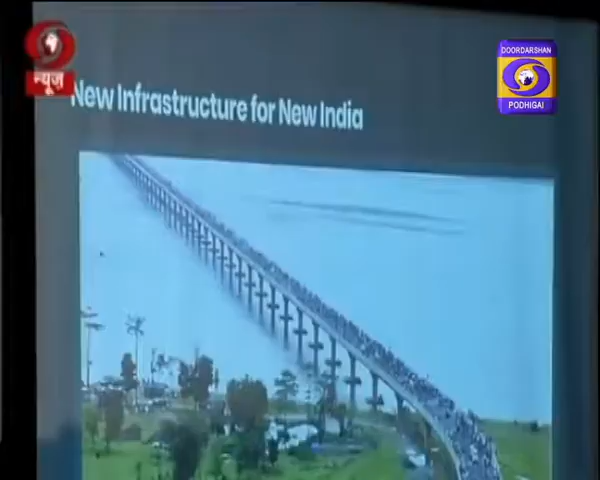 न्यूज़
DOORDARSHAN
PODHIGAI
New Infrastructure for New India